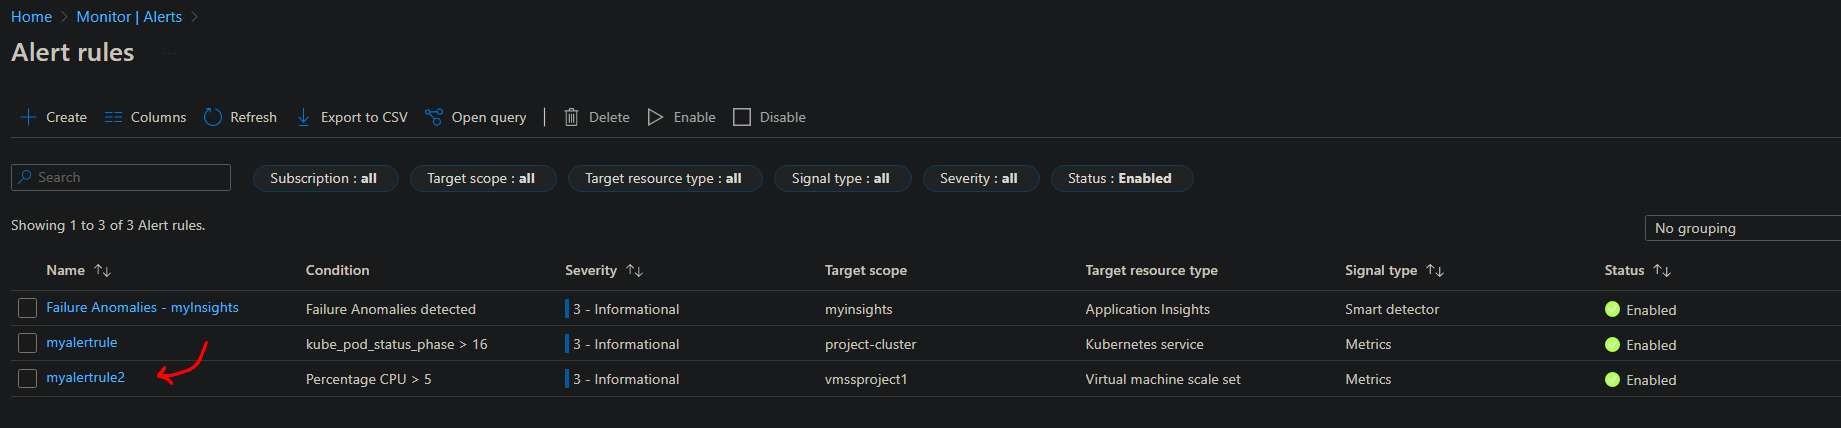 Home > Monitor | Alerts >
Alert rules ...
Create Columns Refresh Export to CSV Open query | Delete Enable Disable
Search Subscription : all Target scope : all Target resource type : all Signal type : all Severity : all Status : Enabled
Showing 1 to 3 of 3 Alert rules.
No grouping
Name ↑↓ Condition Severity ↑↓ Target scope Target resource type Signal type ↑↓ Status ↑↓
Failure Anomalies - myInsights Failure Anomalies detected 3 - Informational myinsights Application Insights Smart detector Enabled
myalertrule kube_pod_status_phase > 16 3 - Informational project-cluster Kubernetes service Metrics Enabled
myalertrule2 Percentage CPU > 5 3 - Informational vmssproject1 Virtual machine scale set Metrics Enabled